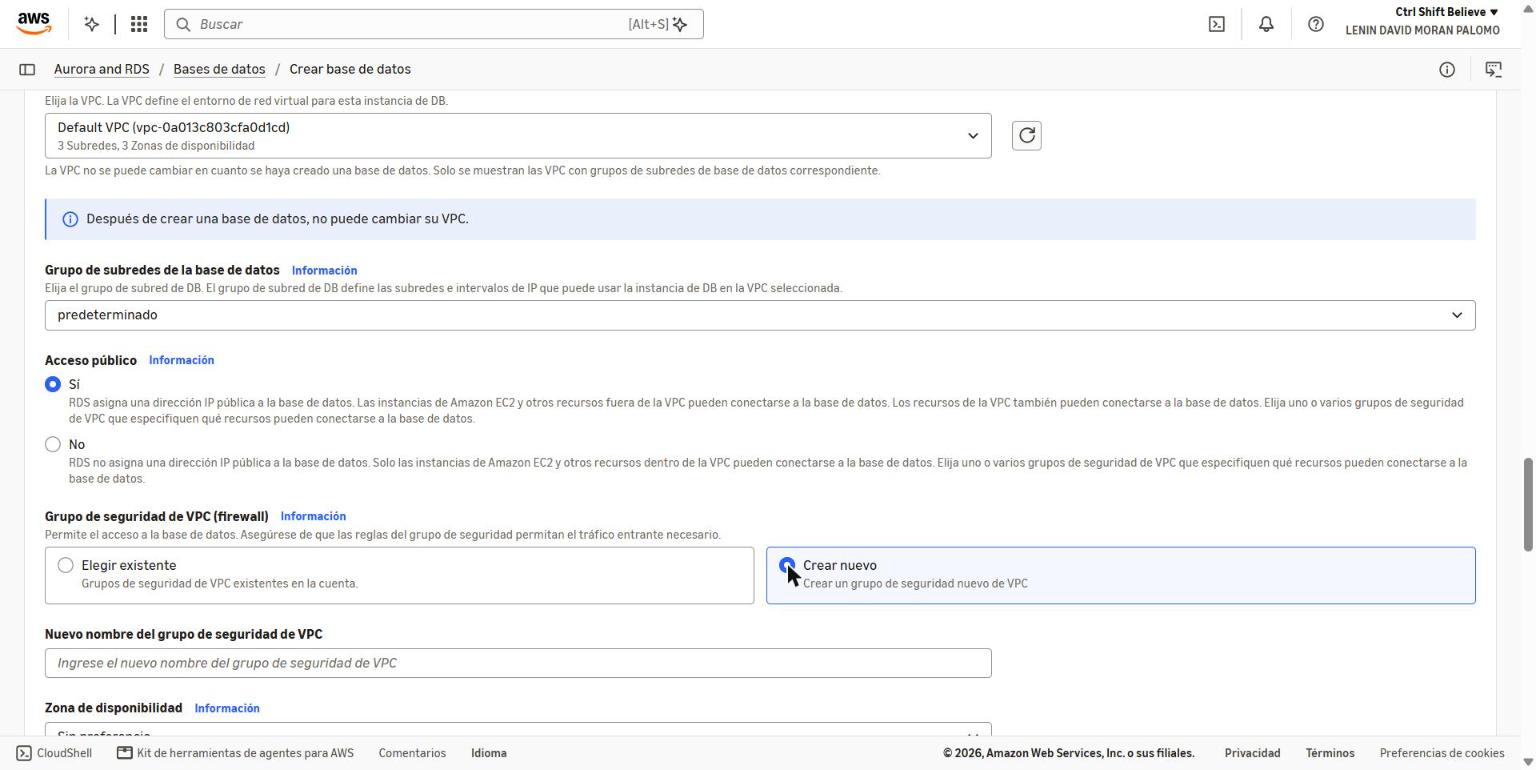 aws
Buscar
[Alt+S]
Ctrl Shift Believe ▼
LENIN DAVID MORAN PALOMO
Aurora and RDS / Bases de datos / Crear base de datos
Elija la VPC. La VPC define el entorno de red virtual para esta instancia de DB.
Default VPC (vpc-0a013c803cfa0d1cd)
3 Subredes, 3 Zonas de disponibilidad
La VPC no se puede cambiar en cuanto se haya creado una base de datos. Solo se muestran las VPC con grupos de subredes de base de datos correspondiente.
Después de crear una base de datos, no puede cambiar su VPC.
Grupo de subredes de la base de datos Información
Elija el grupo de subred de DB. El grupo de subred de DB define las subredes e intervalos de IP que puede usar la instancia de DB en la VPC seleccionada.
predeterminado
Acceso público Información
Sí
RDS asigna una dirección IP pública a la base de datos. Las instancias de Amazon EC2 y otros recursos fuera de la VPC pueden conectarse a la base de datos. Los recursos de la VPC también pueden conectarse a la base de datos. Elija uno o varios grupos de seguridad
de VPC que especifiquen qué recursos pueden conectarse a la base de datos.
No
RDS no asigna una dirección IP pública a la base de datos. Solo las instancias de Amazon EC2 y otros recursos dentro de la VPC pueden conectarse a la base de datos. Elija uno o varios grupos de seguridad de VPC que especifiquen qué recursos pueden conectarse a la
base de datos.
Grupo de seguridad de VPC (firewall) Información
Permite el acceso a la base de datos. Asegúrese de que las reglas del grupo de seguridad permitan el tráfico entrante necesario.
Elegir existente
Grupos de seguridad de VPC existentes en la cuenta.
Crear nuevo
Crear un grupo de seguridad nuevo de VPC
Nuevo nombre del grupo de seguridad de VPC
Ingrese el nuevo nombre del grupo de seguridad de VPC
Zona de disponibilidad Información
Sin preferencia
CloudShell Kit de herramientas de agentes para AWS Comentarios Idioma
© 2026, Amazon Web Services, Inc. o sus filiales. Privacidad Términos Preferencias de cookies